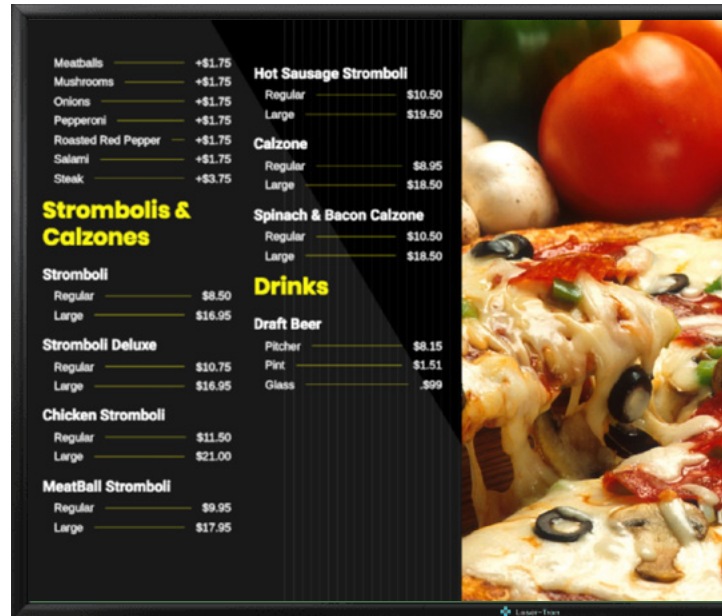 Meatballs +$1.75
Mushrooms +$1.75
Onions +$1.75
Pepperoni +$1.75
Roasted Red Pepper +$1.75
Salami +$1.75
Steak +$3.75
Strombolis &
Calzones
Stromboli
Regular $8.50
Large $16.95
Stromboli Deluxe
Regular $10.75
Large $16.95
Chicken Stromboli
Regular $11.50
Large $21.00
MeatBall Stromboli
Regular $9.95
Large $17.95
Hot Sausage Stromboli
Regular $10.50
Large $19.50
Calzone
Regular $8.95
Large $18.50
Spinach & Bacon Calzone
Regular $10.50
Large $18.50
Drinks
Draft Beer
Pitcher $8.15
Pint $1.51
Glass .$99